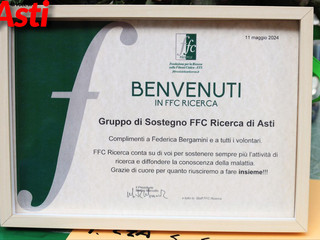 Asti
11 maggio 2024
ffc
BENVENUTI
IN FFC RICERCA
Gruppo di Sostegno FFC Ricerca di Asti
Complimenti a Federica Bergamini e a tutti i volontari.
FFC Ricerca conta su di voi per sostenere sempre più l'attività di
ricerca e diffondere la conoscenza della malattia.
Grazie di cuore per quanto riusciremo a fare insieme!!!